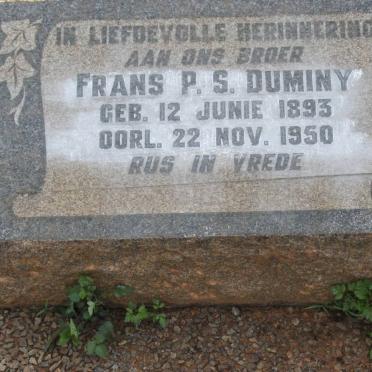 IN LIEFDEVOLLE HERINNERING
AAN ONS BROER
FRANS P. S. DUMINY
GEB. 12 JUNIE 1893
OORL. 22 NOV. 1950
RUS IN VREDE